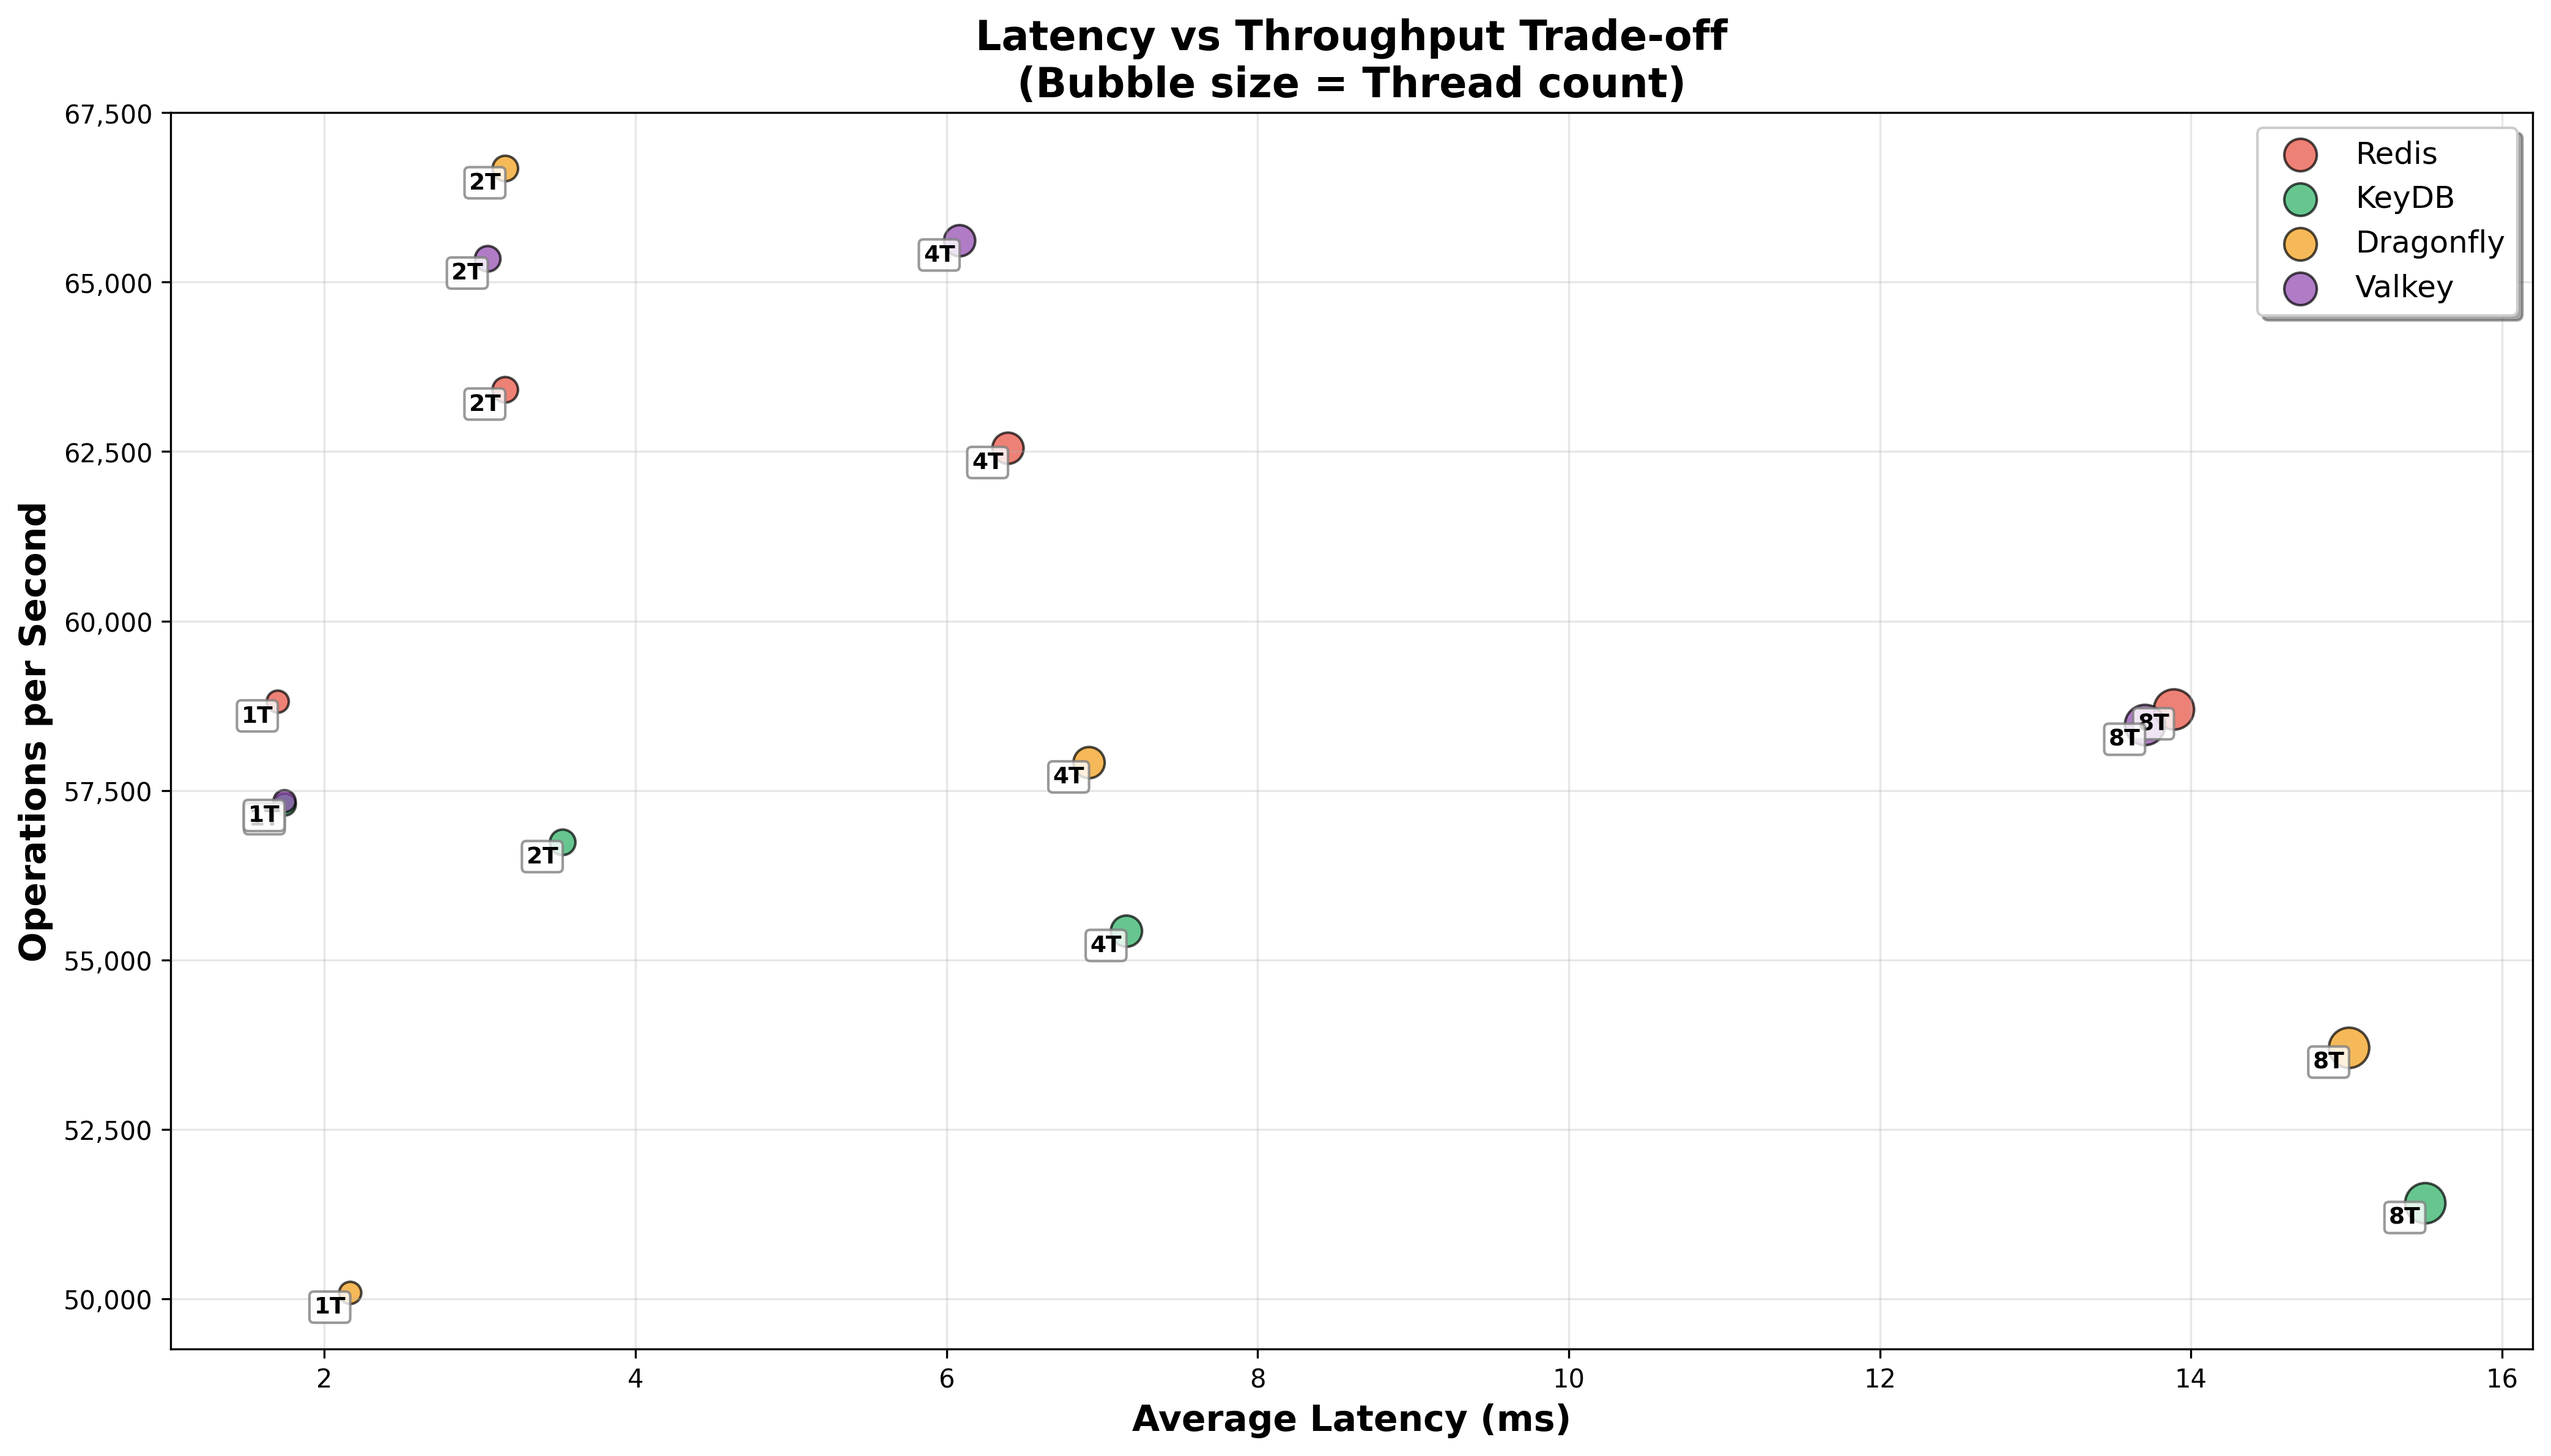 Latency vs Throughput Trade-off
(Bubble size = Thread count)
67,500
65,000
62,500
60,000
57,500
55,000
52,500
50,000
Operations per Second
Redis
KeyDB
Dragonfly
Valkey
2T
2T
4T
2T
4T
1T
8T
8T
4T
1T
2T
4T
8T
8T
1T
2
4
6
8
10
12
14
16
Average Latency (ms)